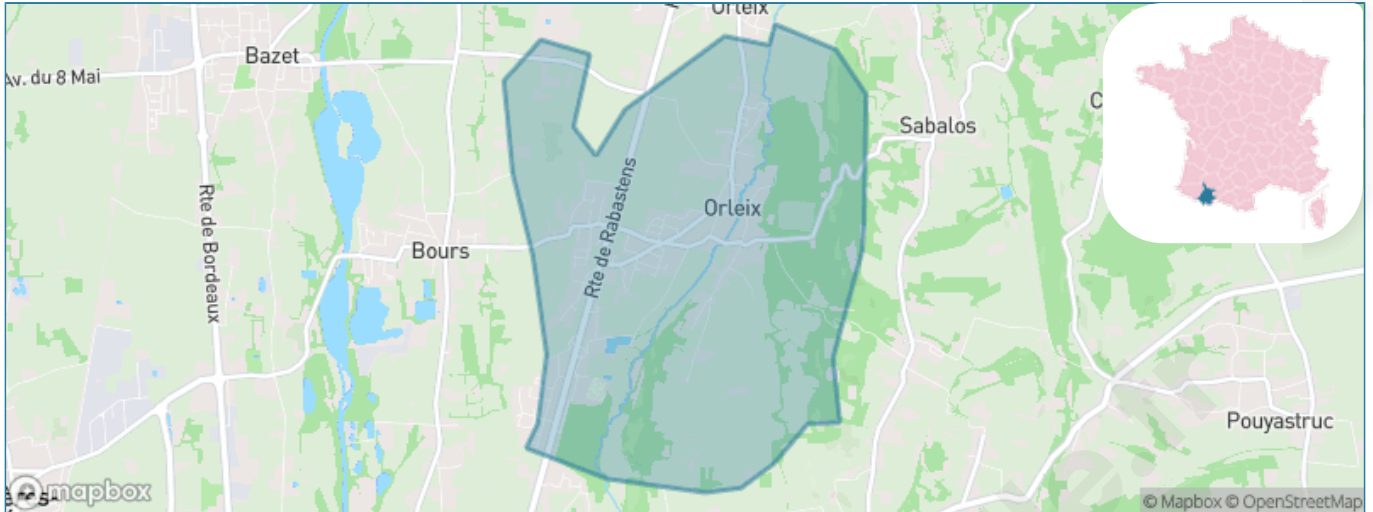 Orleix
Bazet
Av. du 8 Mai
C
Sabalos
Rte de Rabastens
Rte de Bordeaux
Orleix
Bours
Pouyastruc
mapbox
© Mapbox © OpenStreetMap